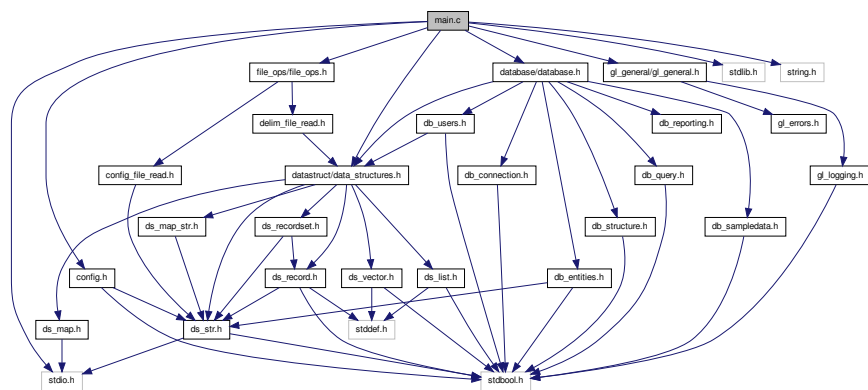 main.c
file_ops/file_ops.h
database/database.h
gl_general/gl_general.h
stdlib.h
string.h
delim_file_read.h
db_users.h
db_reporting.h
gl_errors.h
config_file_read.h
datastruct/data_structures.h
db_connection.h
db_query.h
gl_logging.h
ds_map_str.h
ds_recordset.h
db_structure.h
db_sampledata.h
config.h
ds_record.h
ds_vector.h
ds_list.h
db_entities.h
ds_map.h
ds_str.h
stddef.h
stdio.h
stdbool.h